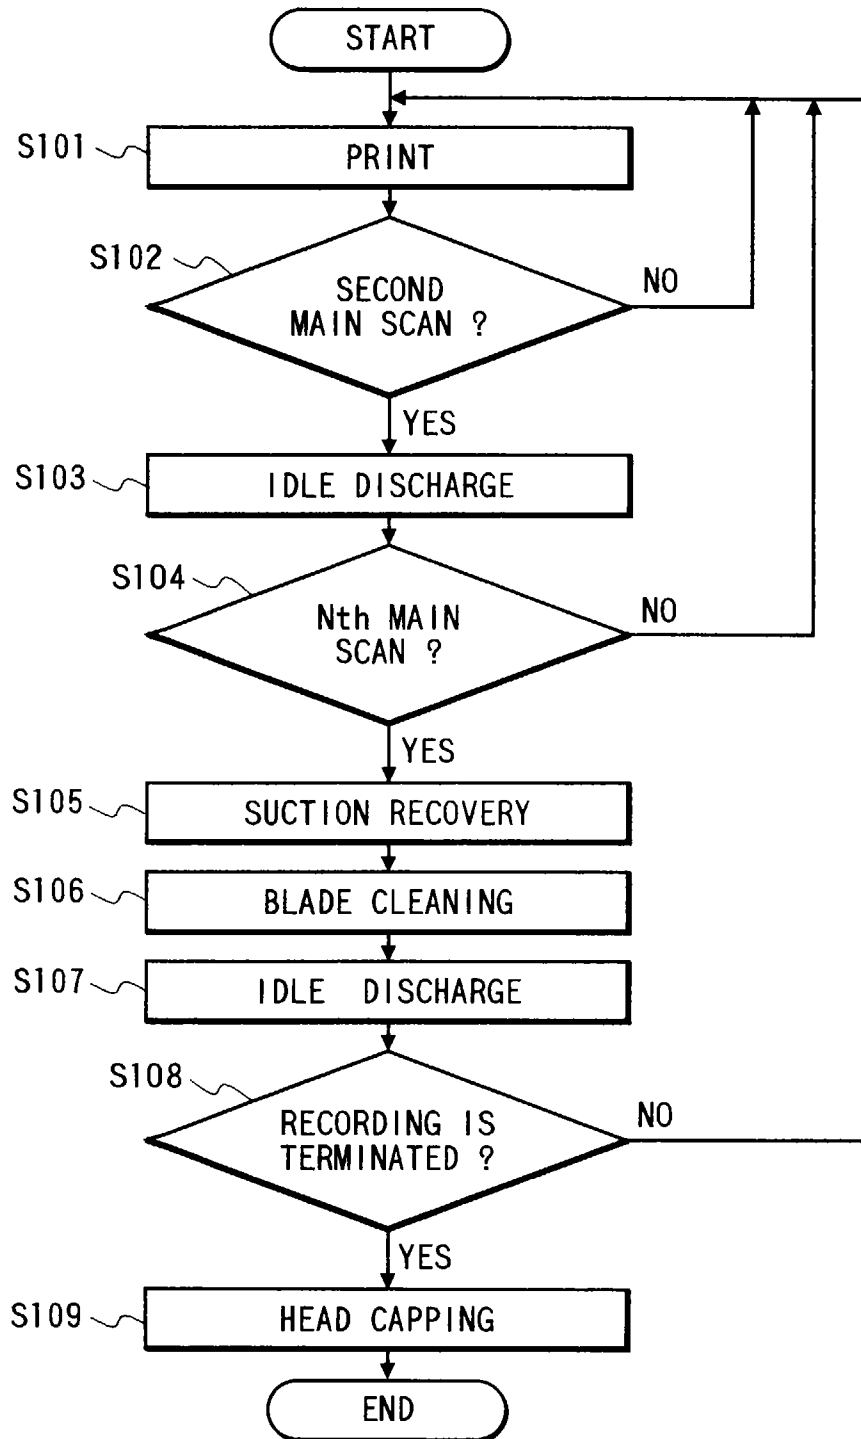 START
S101
PRINT
S102
SECOND
MAIN SCAN ?
NO
YES
S103
IDLE DISCHARGE
S104
Nth MAIN
SCAN ?
NO
YES
S105
SUCTION RECOVERY
S106
BLADE CLEANING
S107
IDLE DISCHARGE
S108
RECORDING IS
TERMINATED ?
NO
YES
S109
HEAD CAPPING
END